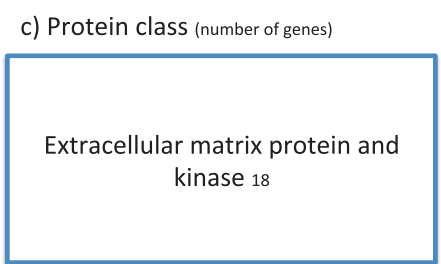 c) Protein class (number of genes)
Extracellular matrix protein and
kinase 18